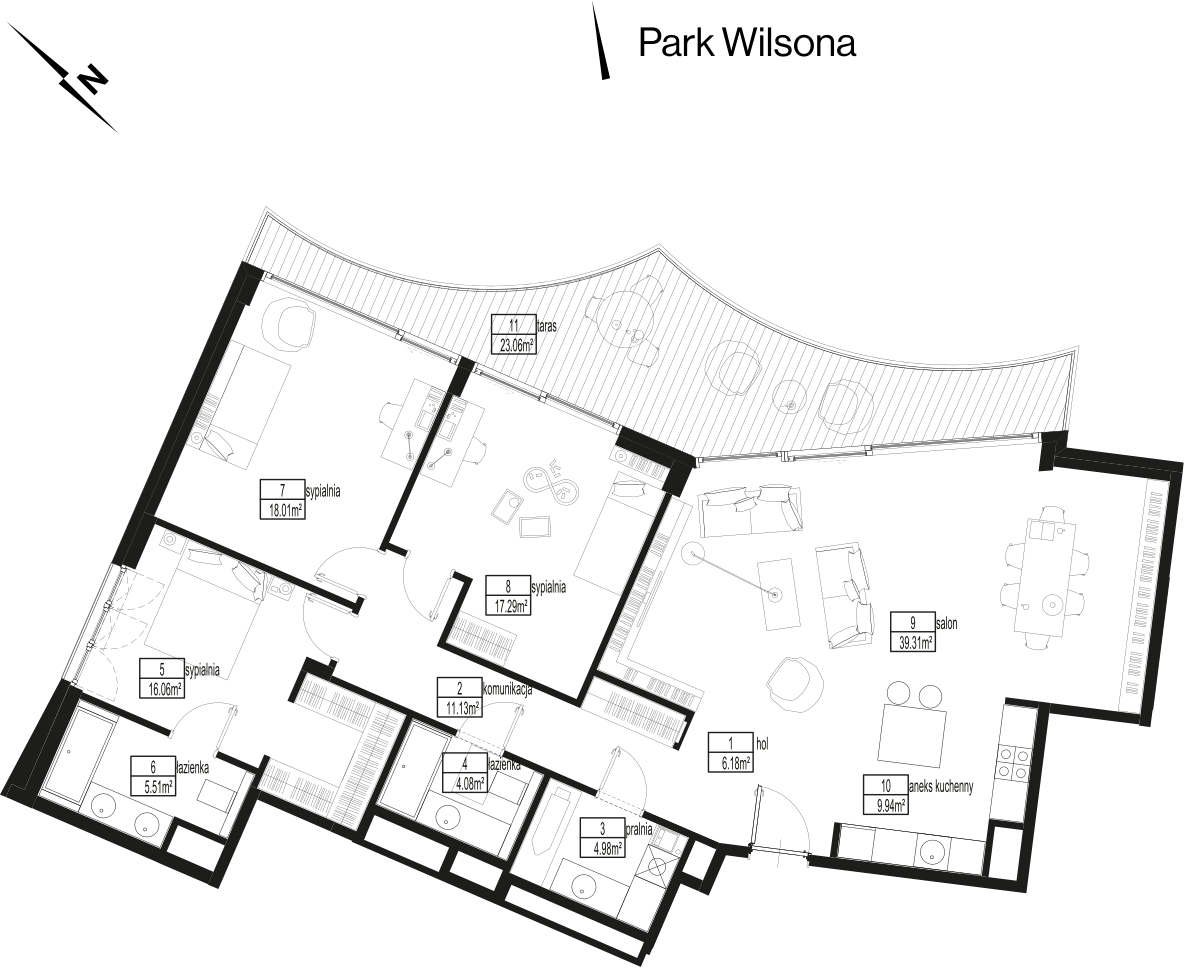 Park Wilsona
N
11 taras
23.06m²
7 sypialnia
18.01m²
8 sypialnia
17.29m²
9 salon
39.31m²
5 sypialnia
16.06m²
2 komunikacja
11.13m²
1 hol
6.18m²
4 łazienka
4.08m²
6 łazienka
5.51m²
10 aneks kuchenny
9.94m²
3 pralnia
4.98m²